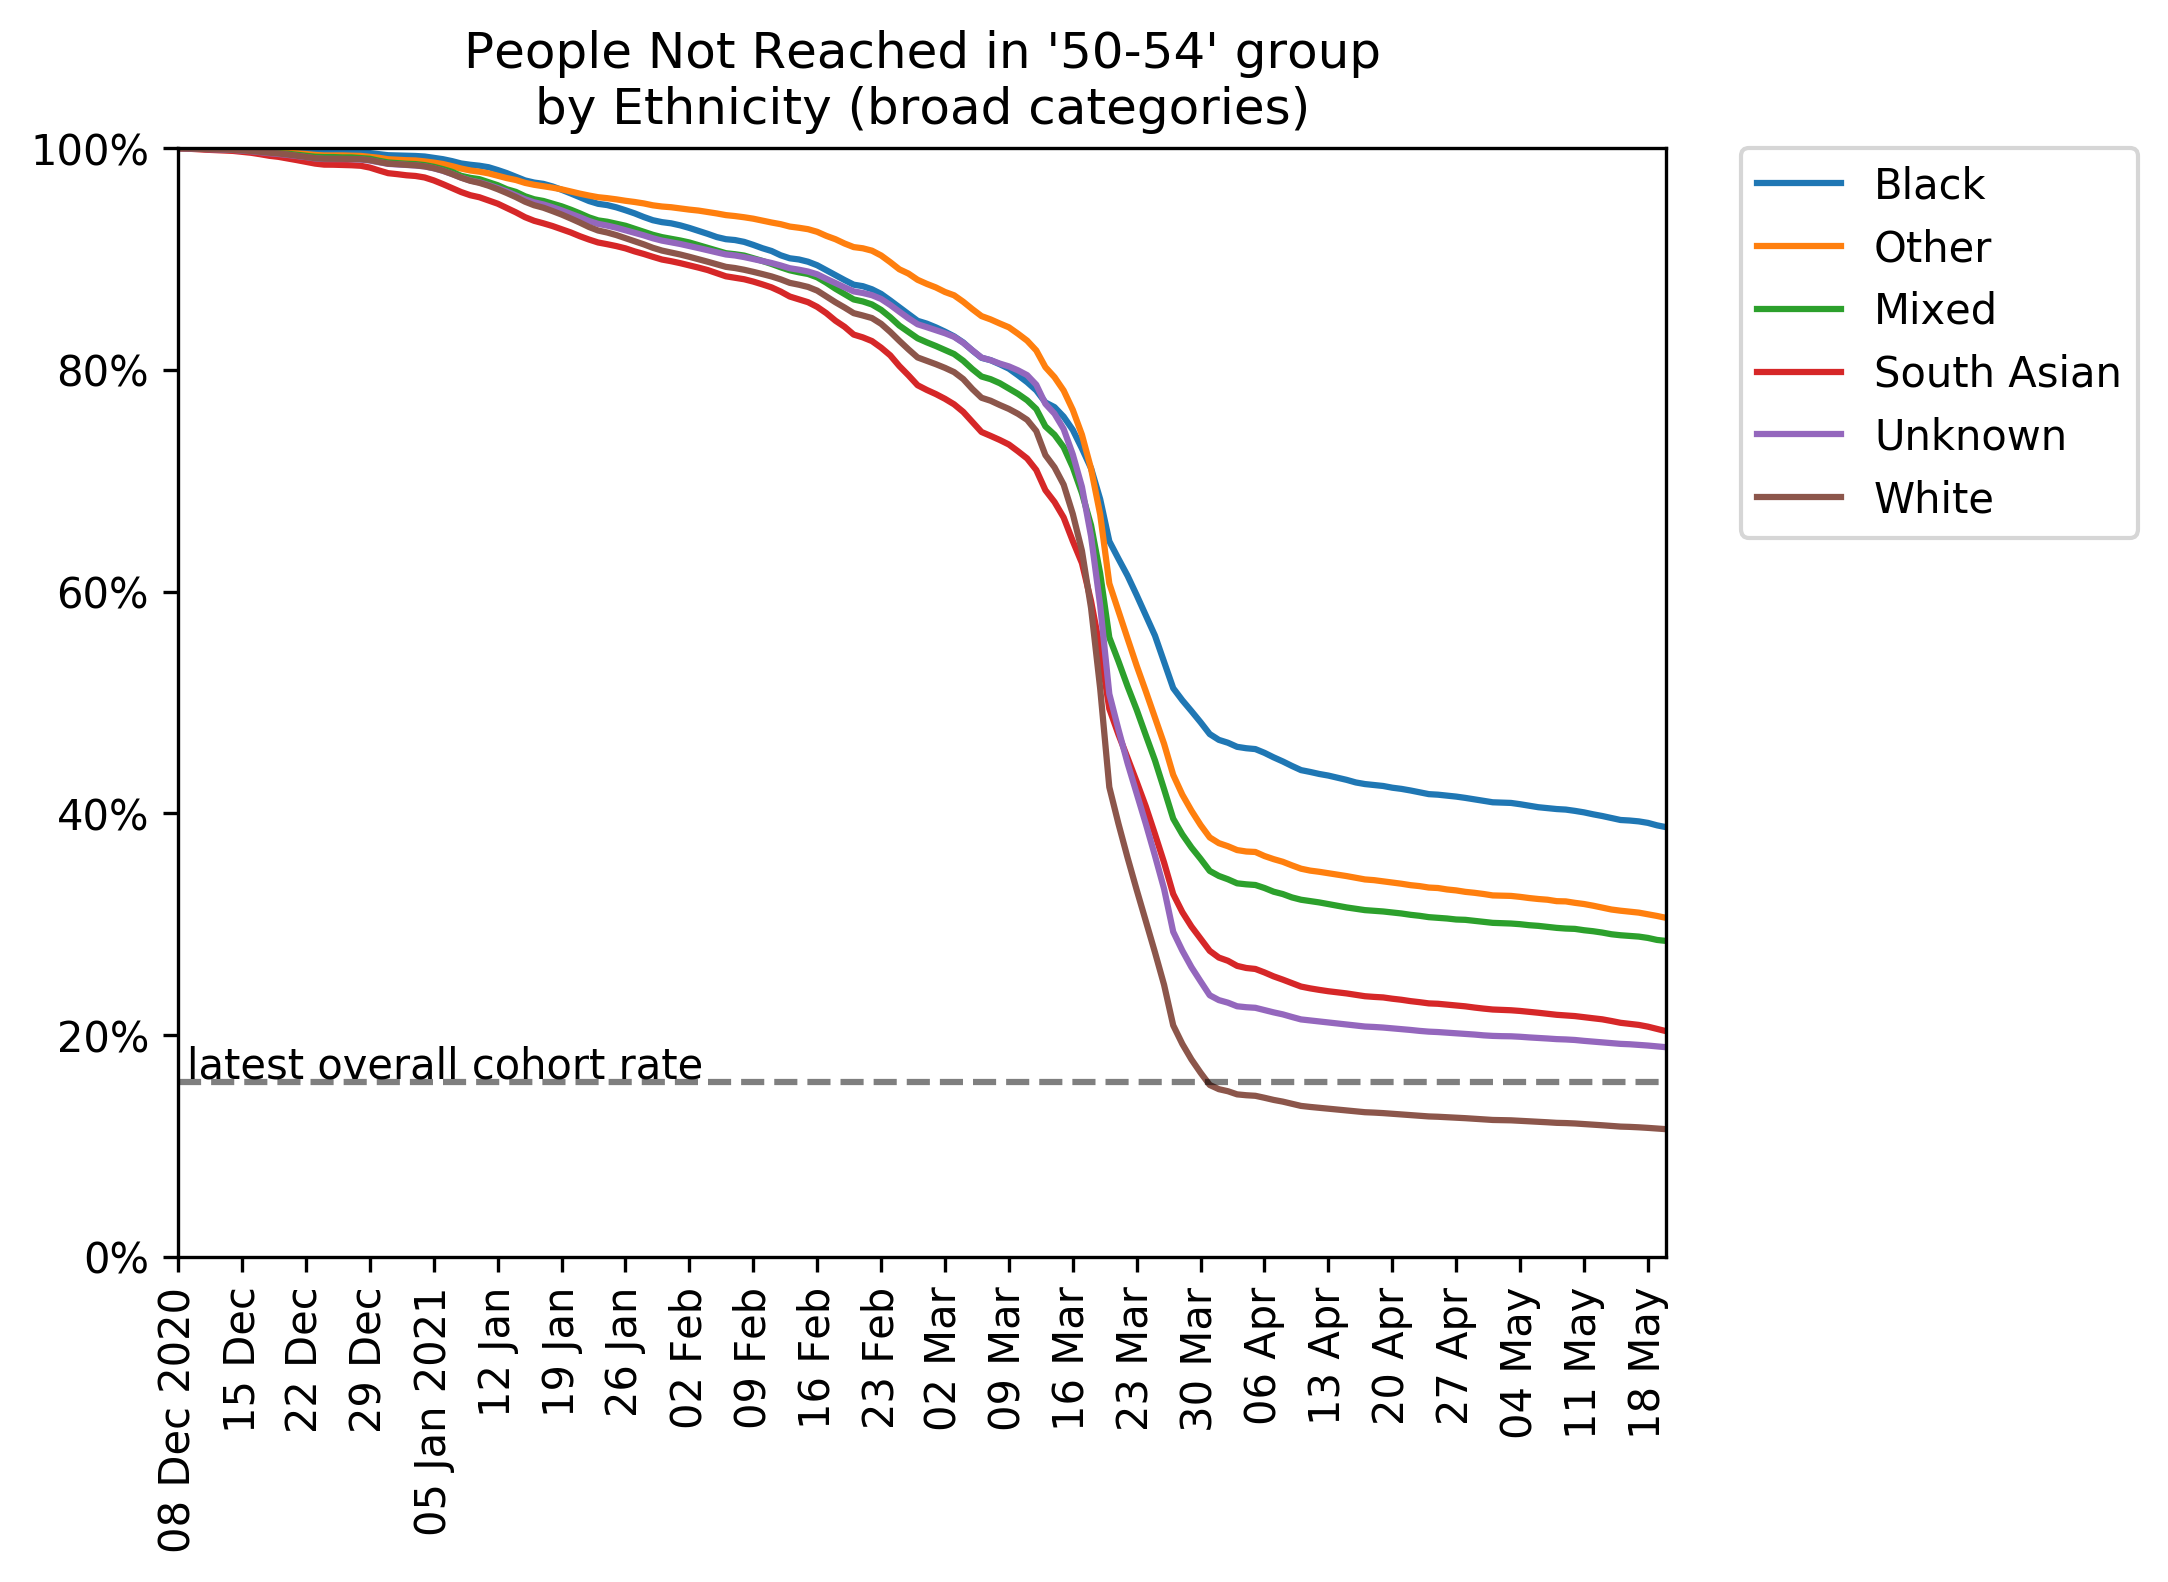 People Not Reached in '50-54' group
by Ethnicity (broad categories)
100%
80%
60%
40%
20%
0%
latest overall cohort rate
08 Dec 2020
15 Dec
22 Dec
29 Dec
05 Jan 2021
12 Jan
19 Jan
26 Jan
02 Feb
09 Feb
16 Feb
23 Feb
02 Mar
09 Mar
16 Mar
23 Mar
30 Mar
06 Apr
13 Apr
20 Apr
27 Apr
04 May
11 May
18 May
Black
Other
Mixed
South Asian
Unknown
White